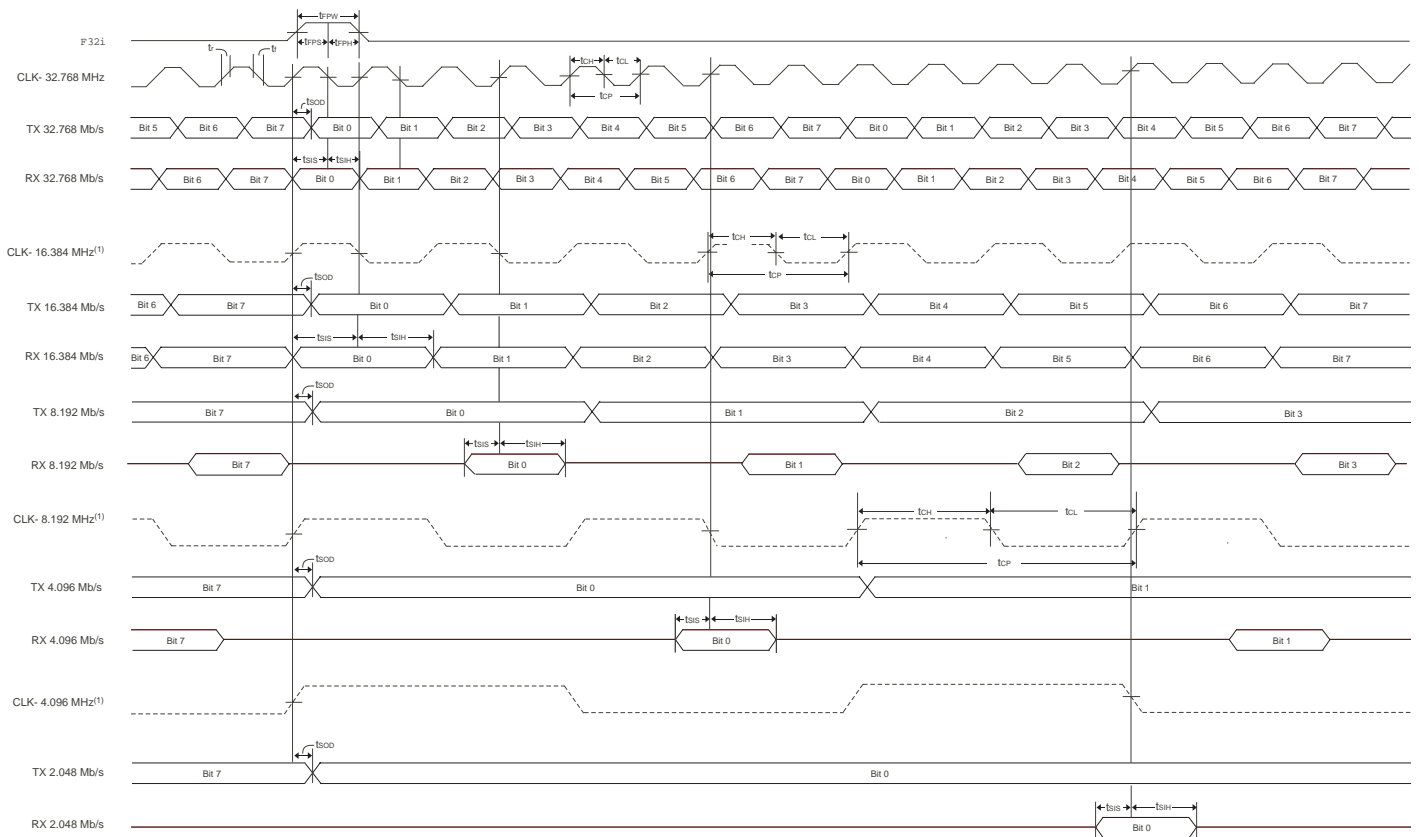 tFPW
F32i
tFPS tFPH
tr tf
CLK- 32.768 MHz
tCH tCL
tCP
tSOD
TX 32.768 Mb/s Bit 5 Bit 6 Bit 7 Bit 0 Bit 1 Bit 2 Bit 3 Bit 4 Bit 5 Bit 6 Bit 7 Bit 0 Bit 1 Bit 2 Bit 3 Bit 4 Bit 5 Bit 6 Bit 7
tSIS tSIH
RX 32.768 Mb/s Bit 6 Bit 7 Bit 0 Bit 1 Bit 2 Bit 3 Bit 4 Bit 5 Bit 6 Bit 7 Bit 0 Bit 1 Bit 2 Bit 3 Bit 4 Bit 5 Bit 6 Bit 7
tCH tCL
CLK- 16.384 MHz(1)
tCP
tSOD
TX 16.384 Mb/s Bit 6 Bit 7 Bit 0 Bit 1 Bit 2 Bit 3 Bit 4 Bit 5 Bit 6 Bit 7
tSIS tSIH
RX 16.384 Mb/s Bit 6 Bit 7 Bit 0 Bit 1 Bit 2 Bit 3 Bit 4 Bit 5 Bit 6 Bit 7
tSOD
TX 8.192 Mb/s Bit 7 Bit 0 Bit 1 Bit 2 Bit 3
tSIS tSIH
RX 8.192 Mb/s Bit 7 Bit 0 Bit 1 Bit 2 Bit 3
tCH tCL
CLK- 8.192 MHz(1)
tCP
tSOD
TX 4.096 Mb/s Bit 7 Bit 0 Bit 1
tSIS tSIH
RX 4.096 Mb/s Bit 7 Bit 0 Bit 1
CLK- 4.096 MHz(1)
tSOD
TX 2.048 Mb/s Bit 7 Bit 0
tSIS tSIH
RX 2.048 Mb/s Bit 0